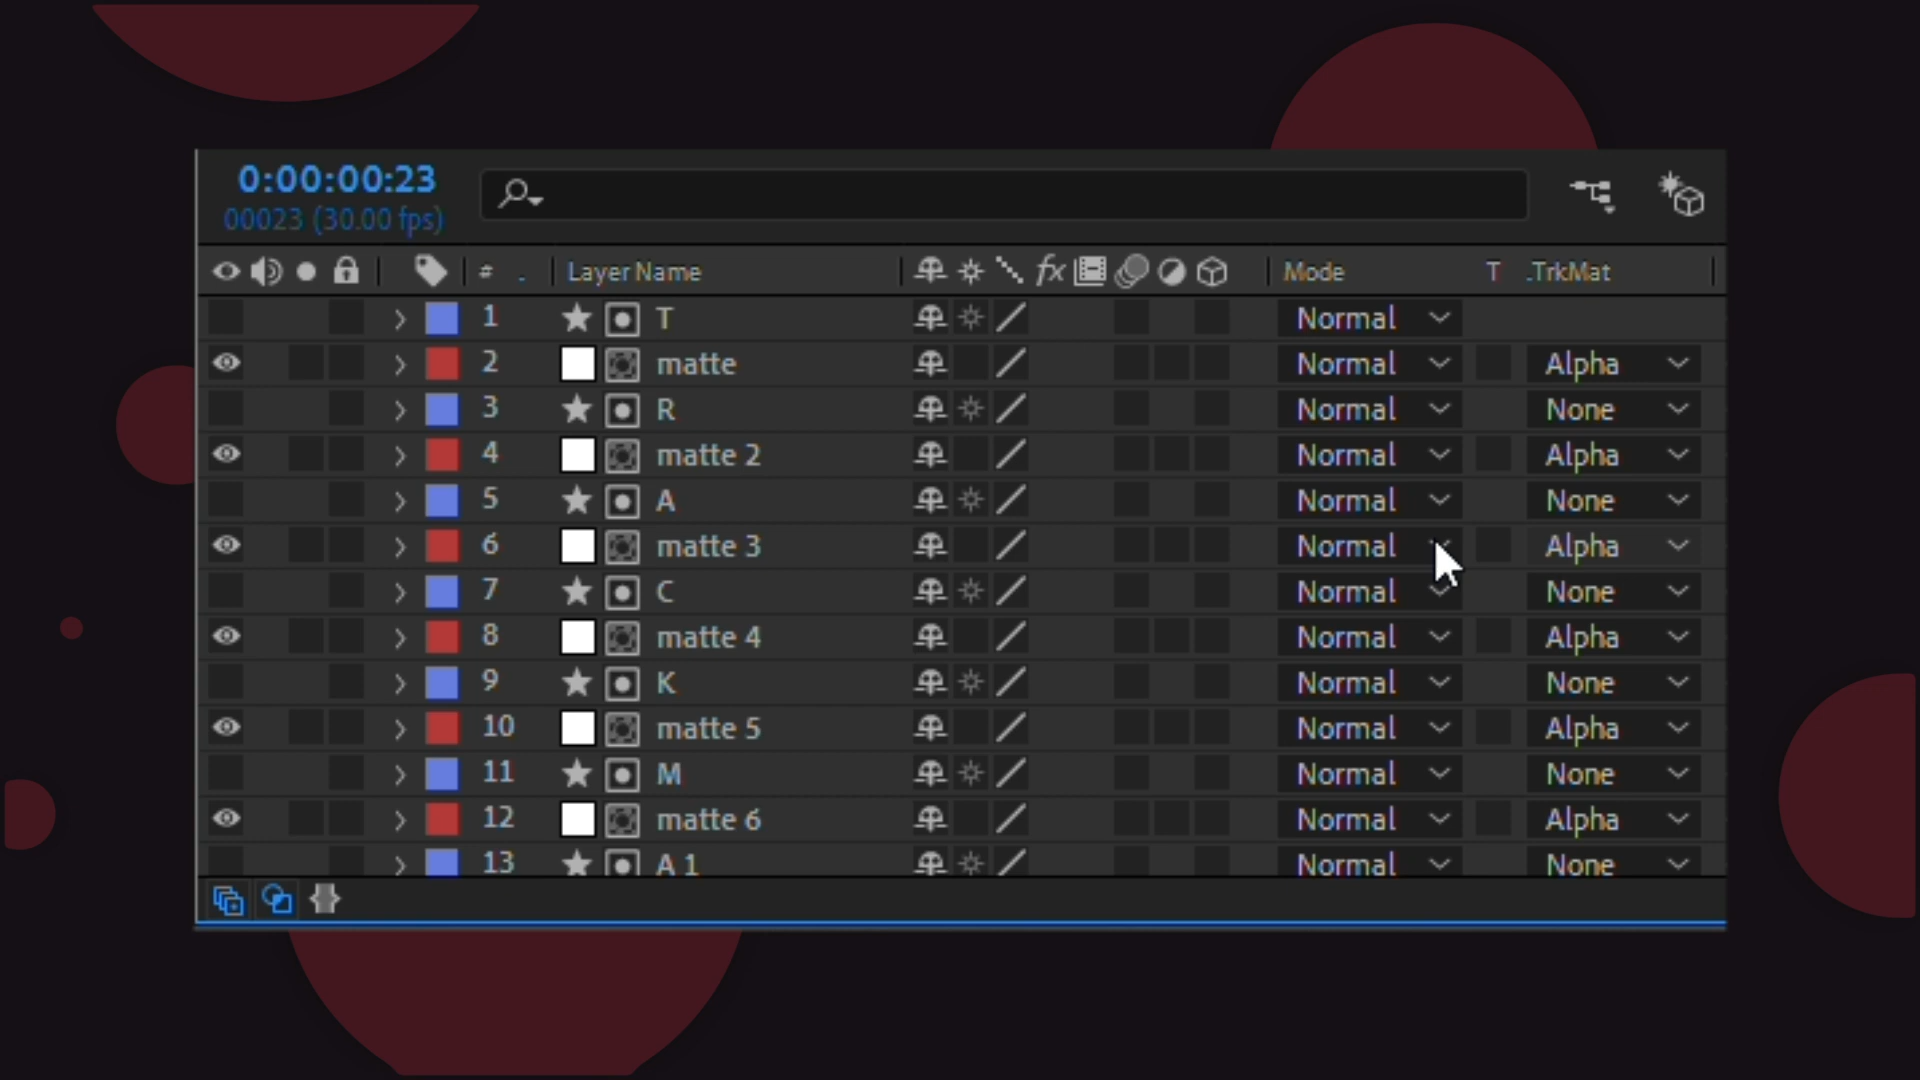 0:00:00:23
00023 (30.00 fps)
# . Layer Name fx Mode T .TrkMat
1 T Normal
2 matte Normal Alpha
3 R Normal None
4 matte 2 Normal Alpha
5 A Normal None
6 matte 3 Normal Alpha
7 C Normal None
8 matte 4 Normal Alpha
9 K Normal None
10 matte 5 Normal Alpha
11 M Normal None
12 matte 6 Normal Alpha
13 A 1 Normal None